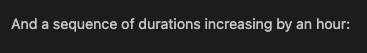 And a sequence of durations increasing by an hour: